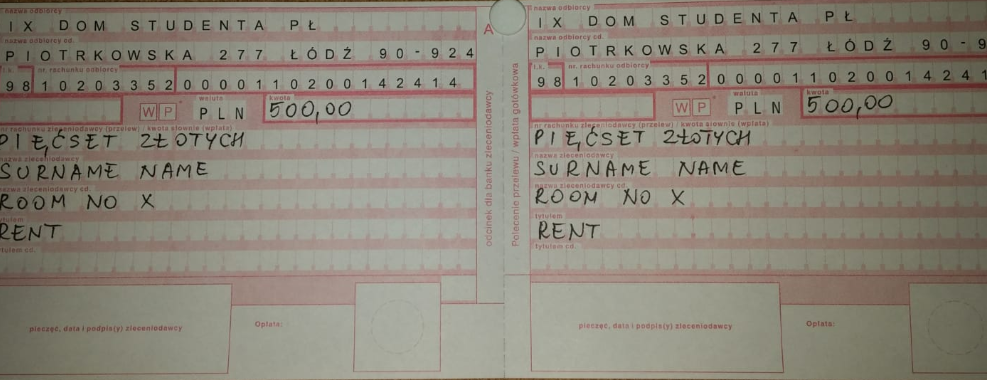 nazwa odbiorcy
IX DOM STUDENTA PŁ
nazwa odbiorcy cd.
PIOTRKOWSKA 277 ŁÓDŹ 90-924
l.k. nr rachunku odbiorcy
98 102033520000110200142414
waluta kwota
W P PLN 500,00
nr rachunku zleceniodawcy (przelew) / kwota słownie (wpłata)
PIĘĆSET ZŁOTYCH
nazwa zleceniodawcy
SURNAME NAME
nazwa zleceniodawcy cd.
ROOM NO X
tytułem
RENT
tytułem cd.
pieczęć, data i podpis(y) zleceniodawcy
Opłata:
A
odcinek dla banku zleceniodawcy
Polecenie przelewu / wpłata gotówkowa
nazwa odbiorcy
IX DOM STUDENTA PŁ
nazwa odbiorcy cd.
PIOTRKOWSKA 277 ŁÓDŹ 90-9
l.k. nr rachunku odbiorcy
98 10203352000011020014241
waluta kwota
W P PLN 500,00
nr rachunku zleceniodawcy (przelew) / kwota słownie (wpłata)
PIĘĆSET ZŁOTYCH
nazwa zleceniodawcy
SURNAME NAME
nazwa zleceniodawcy cd.
ROOM NO X
tytułem
RENT
tytułem cd.
pieczęć, data i podpis(y) zleceniodawcy
Opłata: